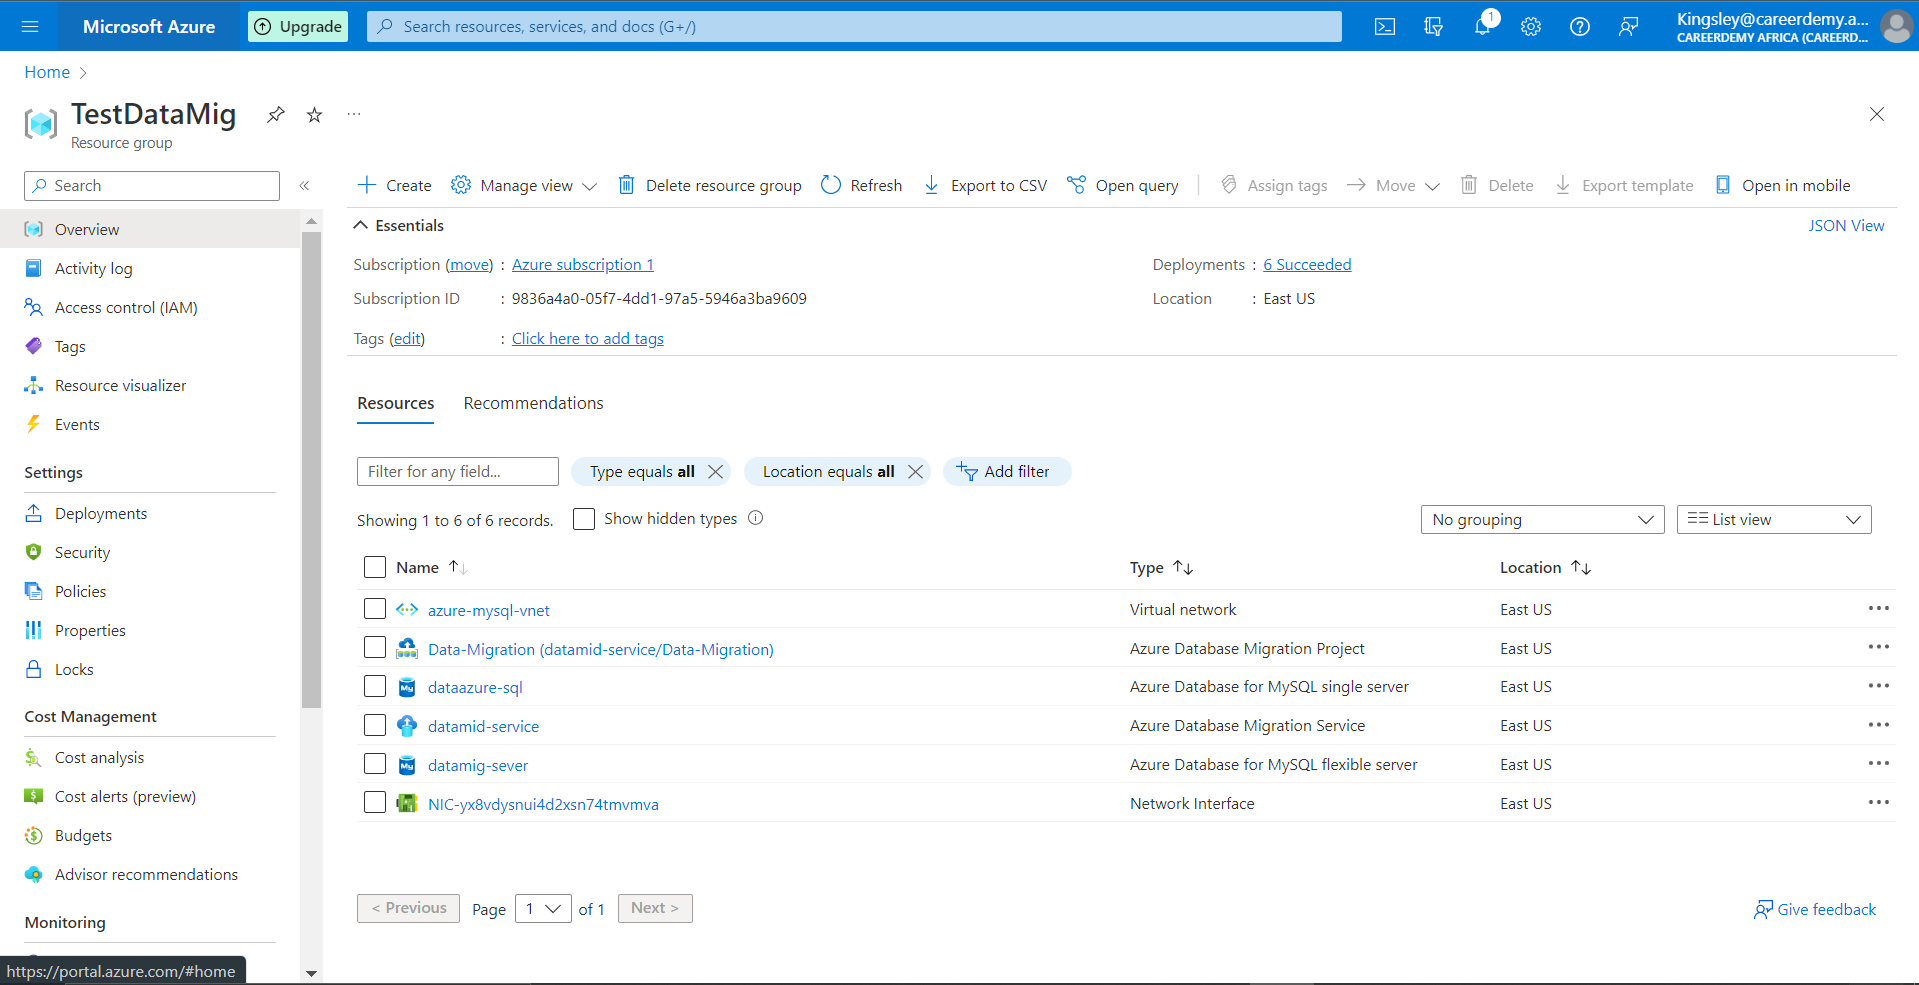 Microsoft Azure
Upgrade
Search resources, services, and docs (G+/)
1
Kingsley@careerdemy.a...
CAREERDEMY AFRICA (CAREERD...
Home
TestDataMig
Resource group
Search
Create
Manage view
Delete resource group
Refresh
Export to CSV
Open query
Assign tags
Move
Delete
Export template
Open in mobile
Overview
Activity log
Access control (IAM)
Tags
Resource visualizer
Events
Settings
Deployments
Security
Policies
Properties
Locks
Cost Management
Cost analysis
Cost alerts (preview)
Budgets
Advisor recommendations
Monitoring
https://portal.azure.com/#home
Essentials
JSON View
Subscription (move) : Azure subscription 1
Deployments : 6 Succeeded
Subscription ID : 9836a4a0-05f7-4dd1-97a5-5946a3ba9609
Location : East US
Tags (edit) : Click here to add tags
Resources Recommendations
Filter for any field...
Type equals all
Location equals all
Add filter
Showing 1 to 6 of 6 records.
Show hidden types
No grouping
List view
Name Type Location
azure-mysql-vnet Virtual network East US
Data-Migration (datamid-service/Data-Migration) Azure Database Migration Project East US
dataazure-sql Azure Database for MySQL single server East US
datamid-service Azure Database Migration Service East US
datamig-sever Azure Database for MySQL flexible server East US
NIC-yx8vdysnui4d2xsn74tmvmva Network Interface East US
< Previous Page 1 of 1 Next >
Give feedback